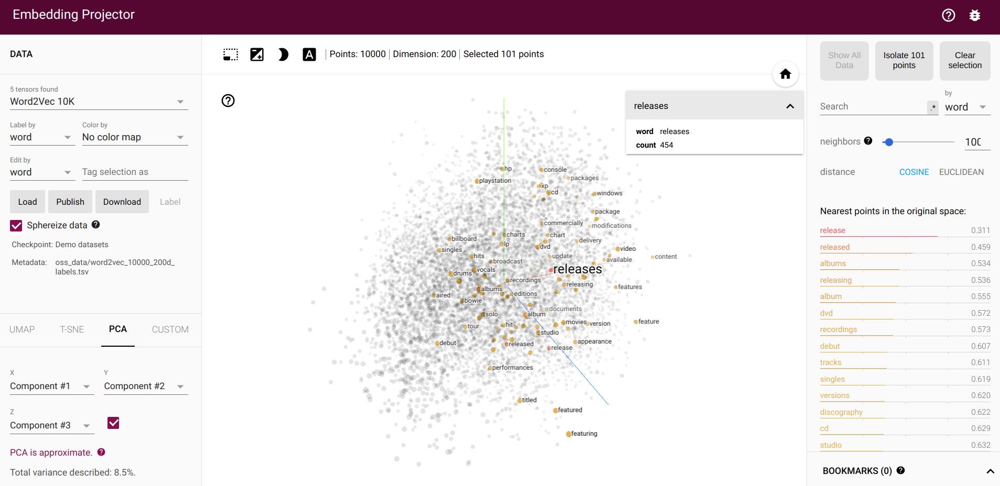 Embedding Projector
DATA
5 tensors found
Word2Vec 10K
Label by
Color by
word
No color map
Edit by
word
Tag selection as
Load
Publish
Download
Label
Sphereize data
Checkpoint: Demo datasets
Metadata:
oss_data/word2vec_10000_200d_
labels.tsv
UMAP
T-SNE
PCA
CUSTOM
X
Y
Component #1
Component #2
Z
Component #3
PCA is approximate.
Total variance described: 8.5%.
A
Points: 10000
Dimension: 200
Selected 101 points
releases
word releases
count 454
hp
console
playstation
packages
xp
cd
windows
package
commercially
modifications
charts
chart
billboard
lp
delivery
dvd
singles
video
hits
update
content
broadcast
available
releases
vocals
drums
recordings
releasing
features
albums
editions
aired
bowie
documents
solo
album
movies
version
feature
hit
tour
studio
debut
released
appearance
release
performances
titled
featured
featuring
Show All
Data
Isolate 101
points
Clear
selection
Search
.*
by
word
neighbors
100
distance
COSINE
EUCLIDEAN
Nearest points in the original space:
release 0.311
released 0.459
albums 0.534
releasing 0.536
album 0.555
dvd 0.572
recordings 0.573
debut 0.607
tracks 0.611
singles 0.619
versions 0.620
discography 0.622
cd 0.629
studio 0.632
BOOKMARKS (0)